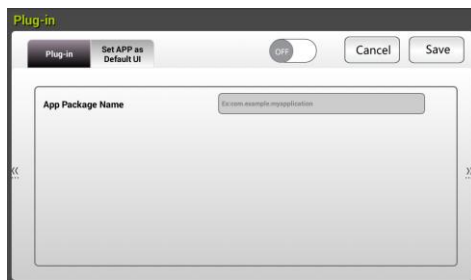 Plug-in
Plug-in
Set APP as
Default UI
OFF
Cancel
Save
App Package Name
Ex:com.example.myapplication